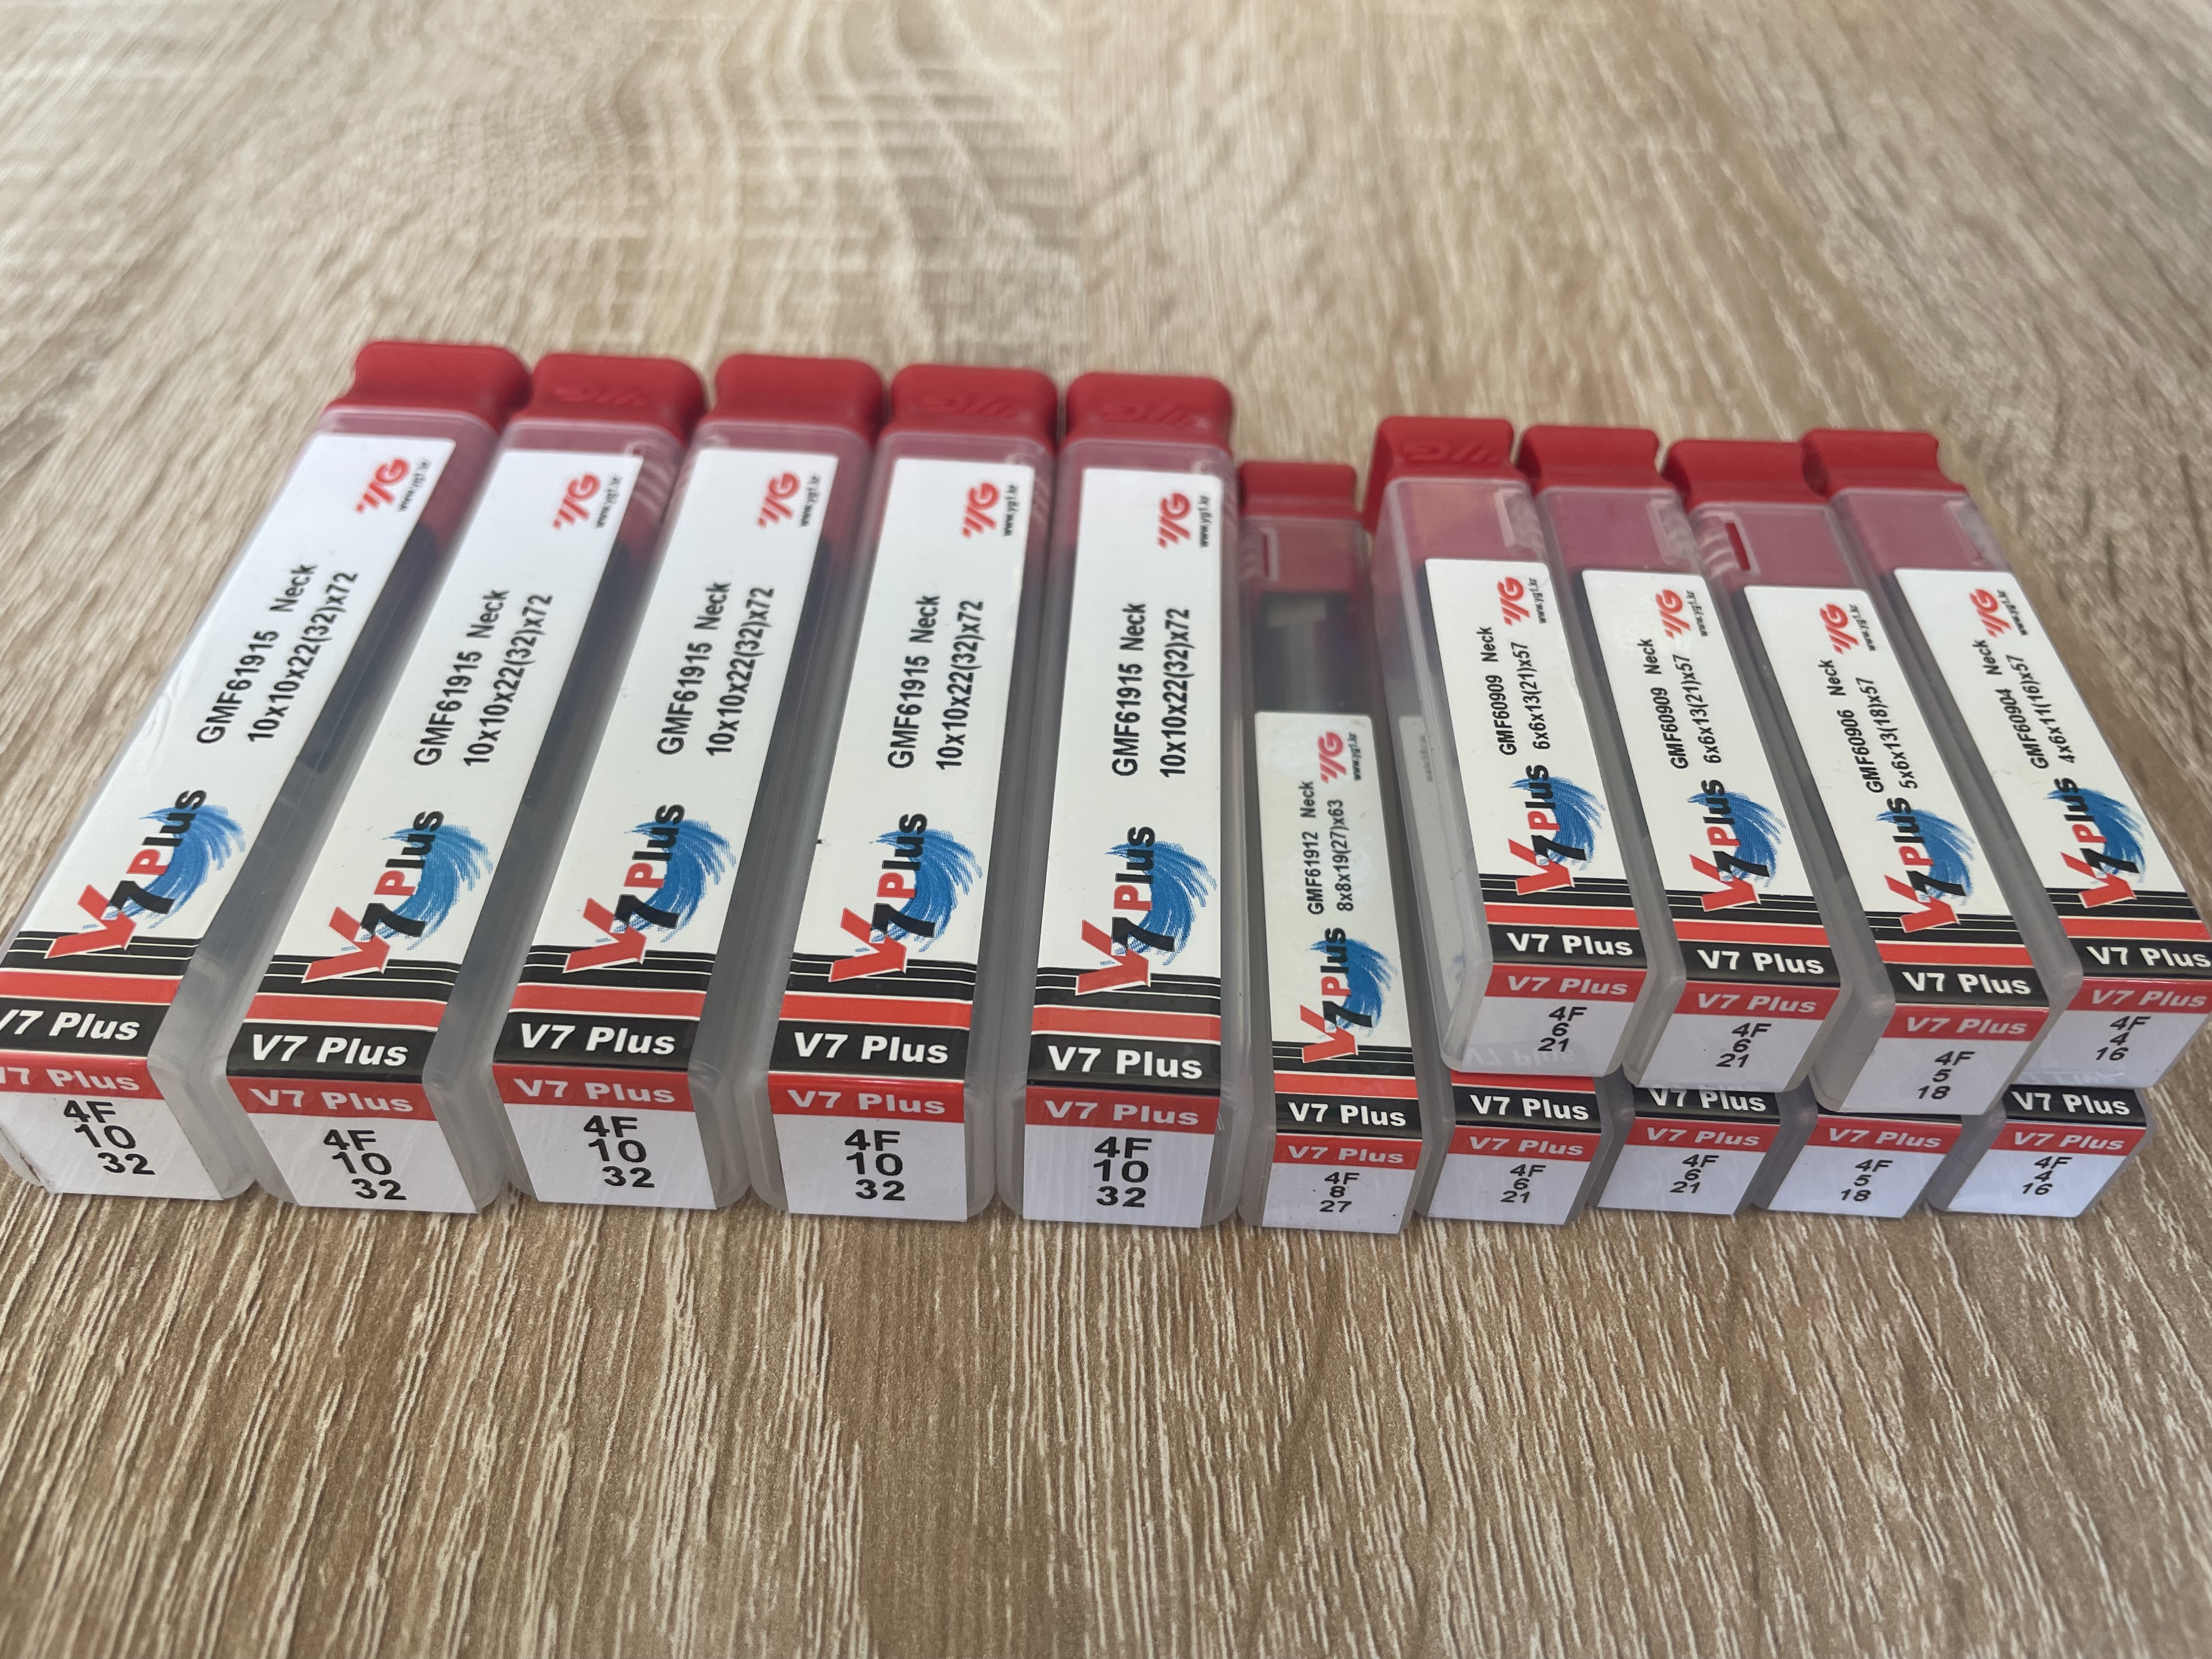 YG
www.yg1.kr
GMF61915 Neck
10x10x22(32)x72
V7 Plus
V7 Plus
V7 Plus
4F
10
32
YG
www.yg1.kr
GMF61915 Neck
10x10x22(32)x72
V7 Plus
V7 Plus
V7 Plus
4F
10
32
YG
www.yg1.kr
GMF61915 Neck
10x10x22(32)x72
V7 Plus
V7 Plus
V7 Plus
4F
10
32
YG
www.yg1.kr
GMF61915 Neck
10x10x22(32)x72
V7 Plus
V7 Plus
V7 Plus
4F
10
32
YG
www.yg1.kr
GMF61915 Neck
10x10x22(32)x72
V7 Plus
V7 Plus
V7 Plus
4F
10
32
YG
www.yg1.kr
GMF61912 Neck
8x8x19(27)x63
V7 Plus
V7 Plus
V7 Plus
4F
8
27
YG
www.yg1.kr
GMF60909 Neck
6x6x13(21)x57
V7 Plus
V7 Plus
V7 Plus
4F
6
21
YG
www.yg1.kr
GMF60909 Neck
6x6x13(21)x57
V7 Plus
V7 Plus
V7 Plus
4F
6
21
YG
www.yg1.kr
GMF60906 Neck
5x6x13(18)x57
V7 Plus
V7 Plus
V7 Plus
4F
5
18
YG
www.yg1.kr
GMF60904 Neck
4x6x11(16)x57
V7 Plus
V7 Plus
V7 Plus
4F
4
16
V7 Plus
V7 Plus
4F
6
21
V7 Plus
V7 Plus
4F
6
21
V7 Plus
4F
5
18
V7 Plus
V7 Plus
4F
4
16